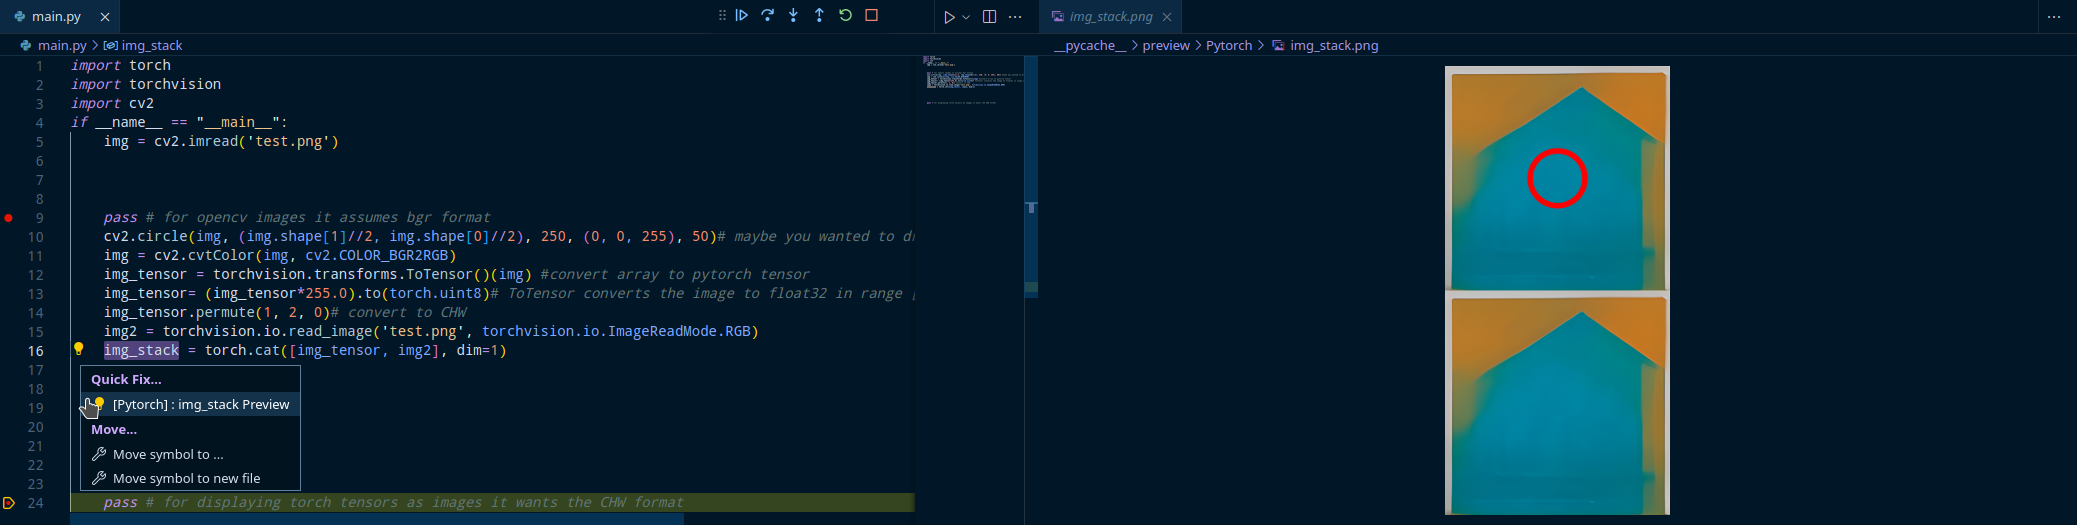 main.py
img_stack.png
main.py > img_stack
__pycache__ > preview > Pytorch > img_stack.png
1 import torch
2 import torchvision
3 import cv2
4 if __name__ == "__main__":
5 img = cv2.imread('test.png')
6
7
8
9 pass # for opencv images it assumes bgr format
10 cv2.circle(img, (img.shape[1]//2, img.shape[0]//2), 250, (0, 0, 255), 50)# maybe you wanted to d
11 img = cv2.cvtColor(img, cv2.COLOR_BGR2RGB)
12 img_tensor = torchvision.transforms.ToTensor()(img) #convert array to pytorch tensor
13 img_tensor= (img_tensor*255.0).to(torch.uint8)# ToTensor converts the image to float32 in range
14 img_tensor.permute(1, 2, 0)# convert to CHW
15 img2 = torchvision.io.read_image('test.png', torchvision.io.ImageReadMode.RGB)
16 img_stack = torch.cat([img_tensor, img2], dim=1)
17
Quick Fix...
18
[Pytorch] : img_stack Preview
19
20
Move...
21
Move symbol to ...
22
Move symbol to new file
23
24 pass # for displaying torch tensors as images it wants the CHW format